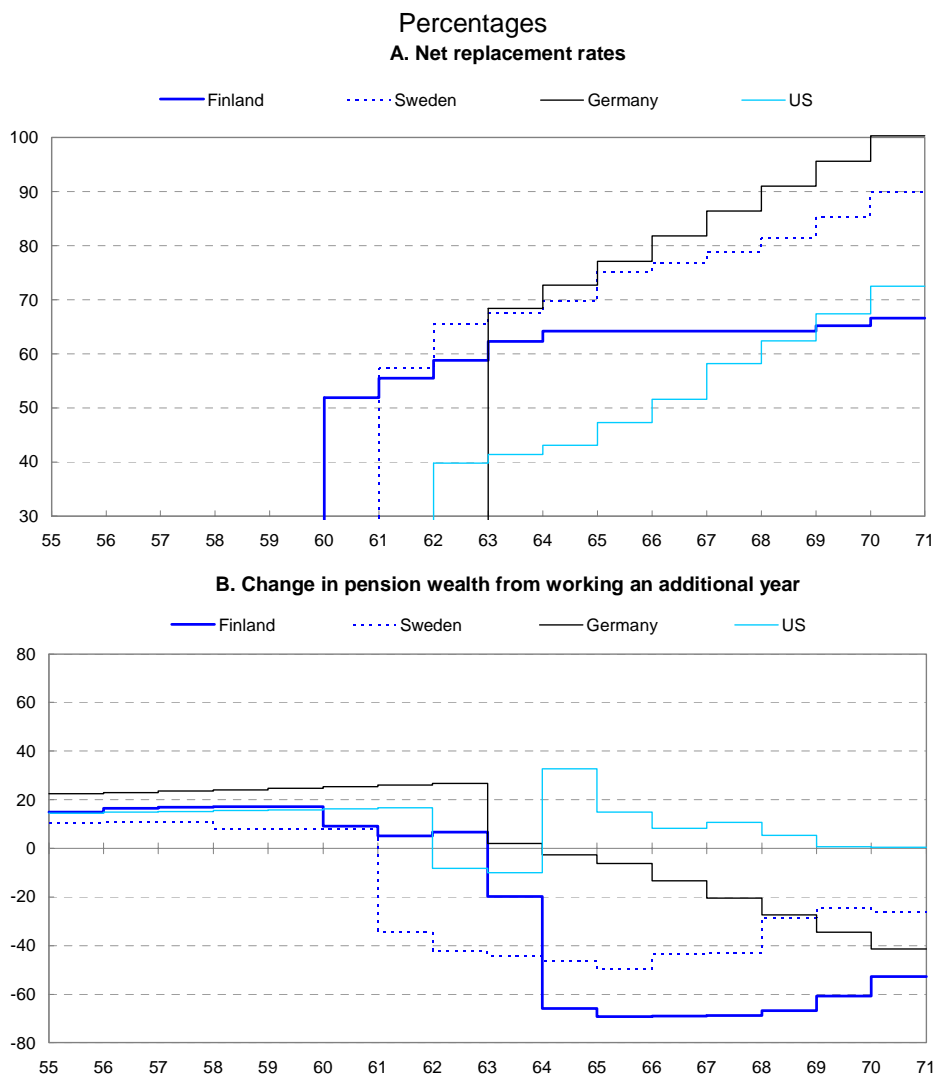 Percentages
A. Net replacement rates
Finland Sweden Germany US
100
90
80
70
60
50
40
30
55 56 57 58 59 60 61 62 63 64 65 66 67 68 69 70 71
B. Change in pension wealth from working an additional year
Finland Sweden Germany US
80
60
40
20
0
-20
-40
-60
-80
55 56 57 58 59 60 61 62 63 64 65 66 67 68 69 70 71